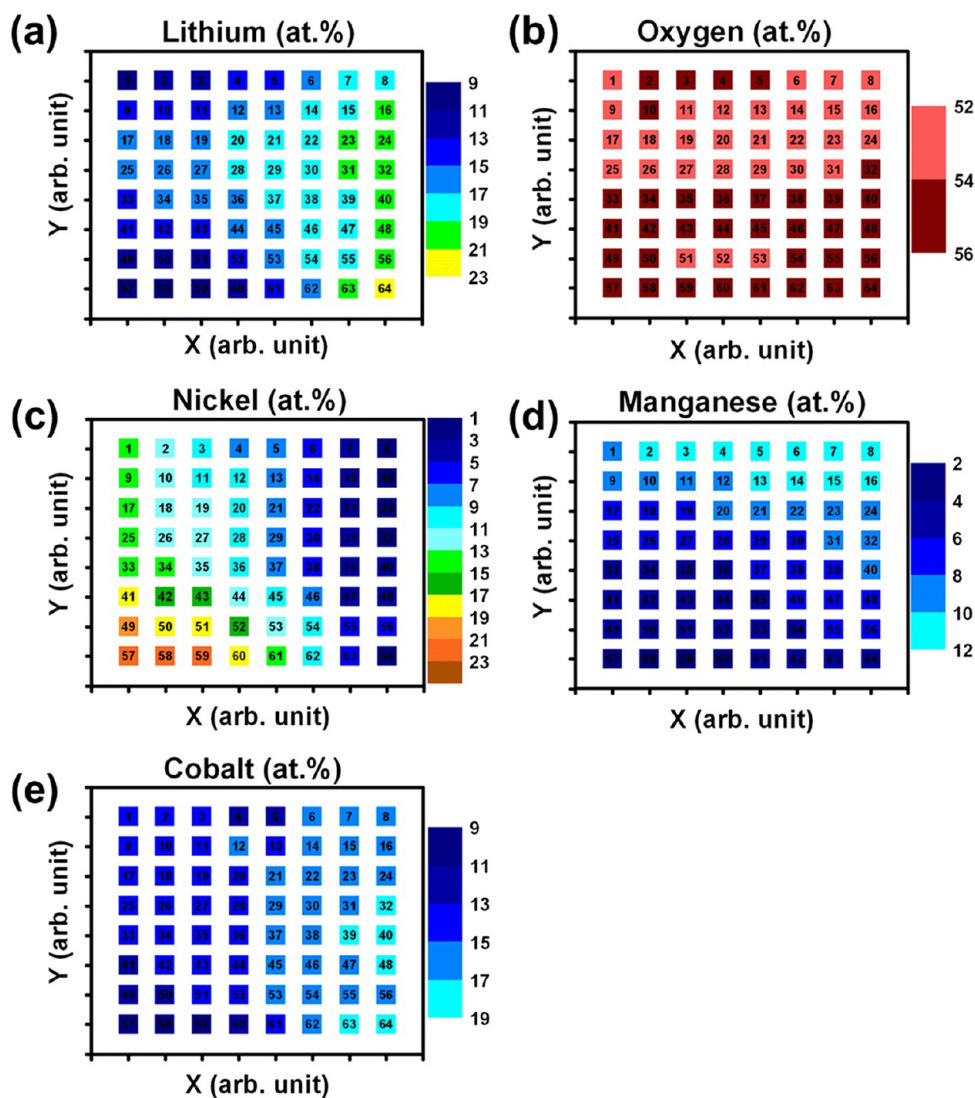 (a) Lithium (at.%)
1 2 3 4 5 6 7 8
9 10 11 12 13 14 15 16
17 18 19 20 21 22 23 24
25 26 27 28 29 30 31 32
33 34 35 36 37 38 39 40
41 42 43 44 45 46 47 48
49 50 51 52 53 54 55 56
57 58 59 60 61 62 63 64
Y (arb. unit)
X (arb. unit)
9
11
13
15
17
19
21
23
(b) Oxygen (at.%)
1 2 3 4 5 6 7 8
9 10 11 12 13 14 15 16
17 18 19 20 21 22 23 24
25 26 27 28 29 30 31 32
33 34 35 36 37 38 39 40
41 42 43 44 45 46 47 48
49 50 51 52 53 54 55 56
57 58 59 60 61 62 63 64
Y (arb. unit)
X (arb. unit)
52
54
56
(c) Nickel (at.%)
1 2 3 4 5 6 7 8
9 10 11 12 13 14 15 16
17 18 19 20 21 22 23 24
25 26 27 28 29 30 31 32
33 34 35 36 37 38 39 40
41 42 43 44 45 46 47 48
49 50 51 52 53 54 55 56
57 58 59 60 61 62 63 64
Y (arb. unit)
X (arb. unit)
1
3
5
7
9
11
13
15
17
19
21
23
(d) Manganese (at.%)
1 2 3 4 5 6 7 8
9 10 11 12 13 14 15 16
17 18 19 20 21 22 23 24
25 26 27 28 29 30 31 32
33 34 35 36 37 38 39 40
41 42 43 44 45 46 47 48
49 50 51 52 53 54 55 56
57 58 59 60 61 62 63 64
Y (arb. unit)
X (arb. unit)
2
4
6
8
10
12
(e) Cobalt (at.%)
1 2 3 4 5 6 7 8
9 10 11 12 13 14 15 16
17 18 19 20 21 22 23 24
25 26 27 28 29 30 31 32
33 34 35 36 37 38 39 40
41 42 43 44 45 46 47 48
49 50 51 52 53 54 55 56
57 58 59 60 61 62 63 64
Y (arb. unit)
X (arb. unit)
9
11
13
15
17
19